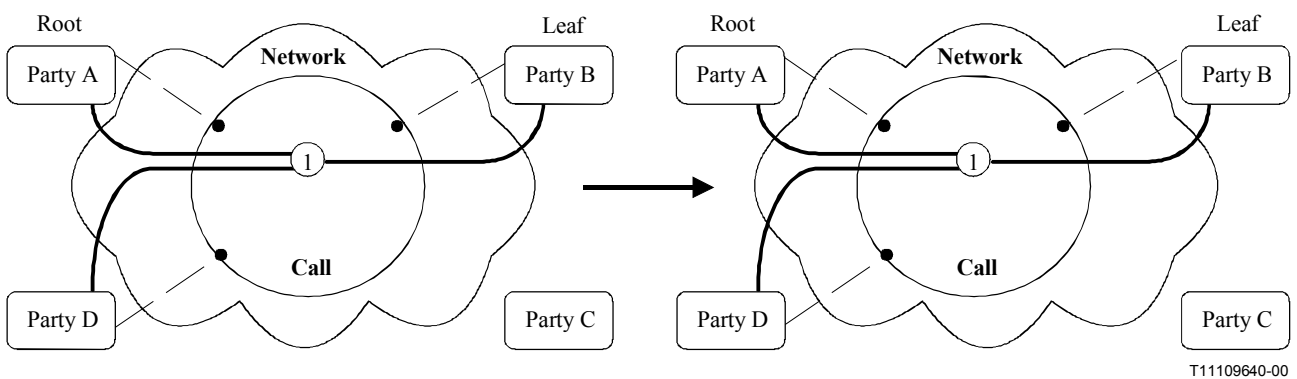 Root
Leaf
Root
Leaf
Network
Network
Party A
Party B
Party A
Party B
1
1
Call
Call
Party D
Party C
Party D
Party C
T11109640-00